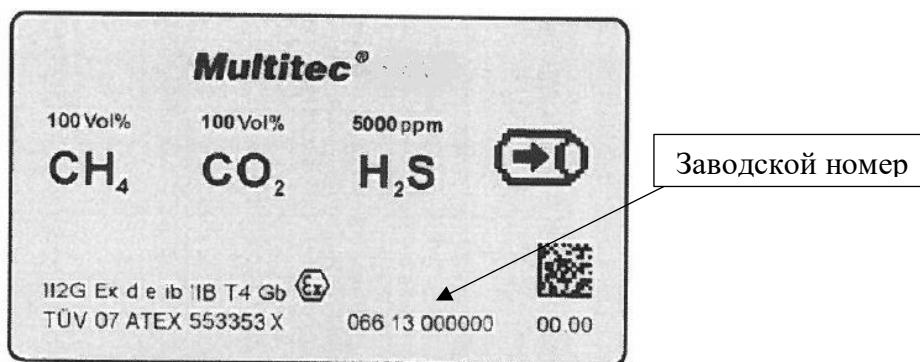 Multitec®
100 Vol% 100 Vol% 5000 ppm
CH₄ CO₂ H₂S
Заводской номер
II2G Ex d e ib IIB T4 Gb Ex
TÜV 07 ATEX 553353 X 066 13 000000 00.00